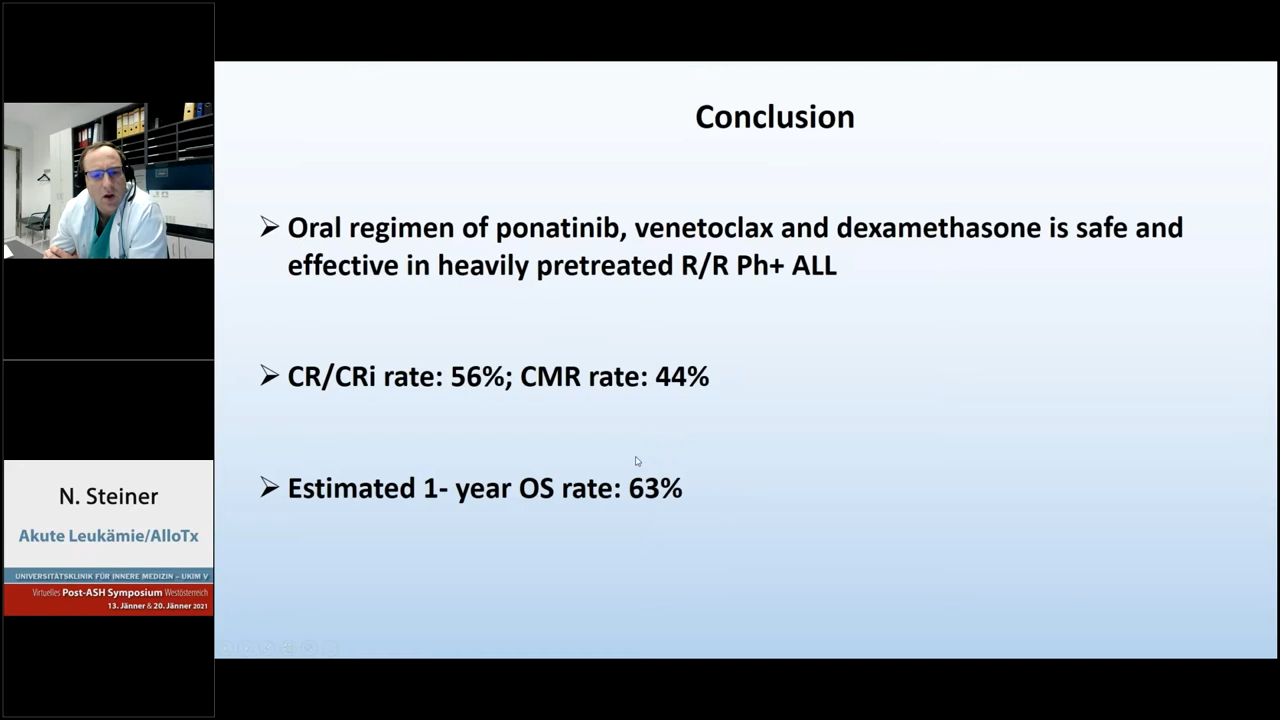 Conclusion
➢ Oral regimen of ponatinib, venetoclax and dexamethasone is safe and
effective in heavily pretreated R/R Ph+ ALL
➢ CR/CRi rate: 56%; CMR rate: 44%
➢ Estimated 1- year OS rate: 63%
N. Steiner
Akute Leukämie/AlloTx
UNIVERSITÄTSKLINIK FÜR INNERE MEDIZIN – UKIM V
Virtuelles Post-ASH Symposium Westösterreich
13. Jänner & 20. Jänner 2021